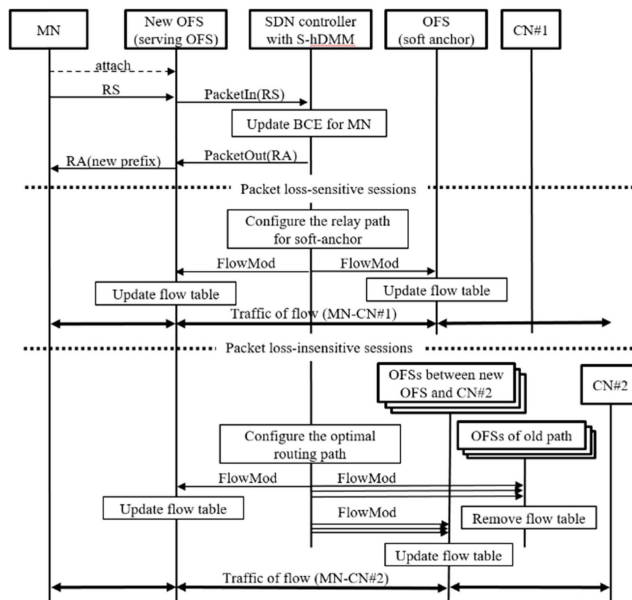 MN
New OFS
(serving OFS)
SDN controller
with S-hDMM
OFS
(soft anchor)
CN#1
attach
RS
PacketIn(RS)
Update BCE for MN
PacketOut(RA)
RA(new prefix)
Packet loss-sensitive sessions
Configure the relay path
for soft-anchor
FlowMod
FlowMod
Update flow table
Update flow table
Traffic of flow (MN-CN#1)
Packet loss-insensitive sessions
OFSs between new
OFS and CN#2
CN#2
Configure the optimal
routing path
OFSs of old path
FlowMod
FlowMod
Update flow table
FlowMod
Remove flow table
Update flow table
Traffic of flow (MN-CN#2)